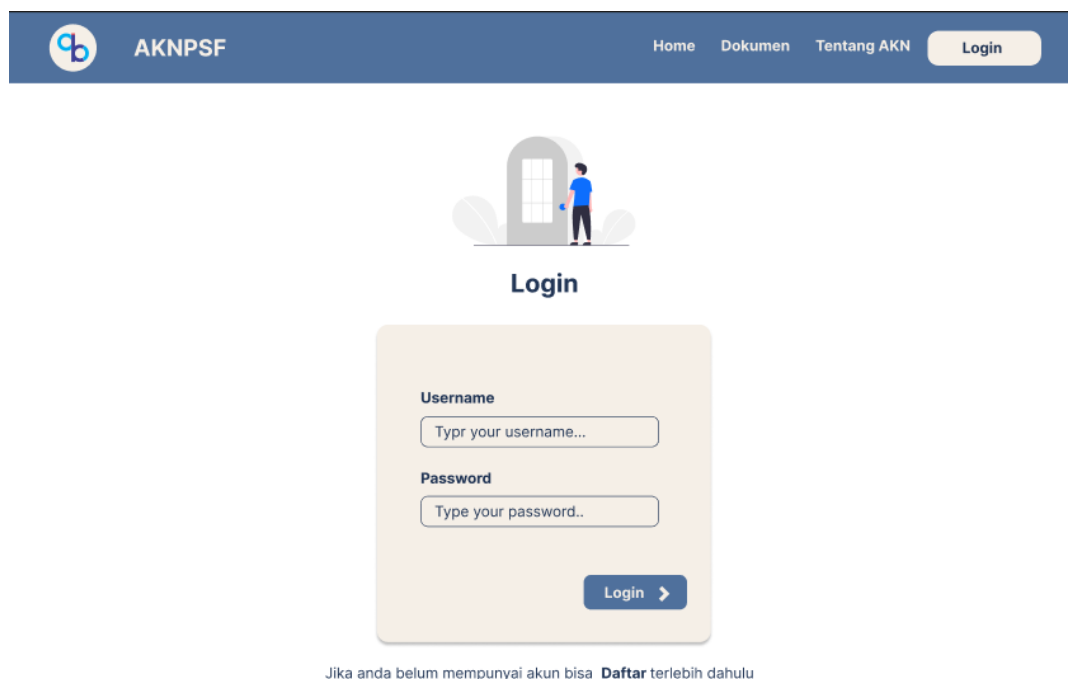 AKNPSF Home Dokumen Tentang AKN Login
Login
Username
Typr your username...
Password
Type your password..
Login
Jika anda belum mempunyai akun bisa Daftar terlebih dahulu